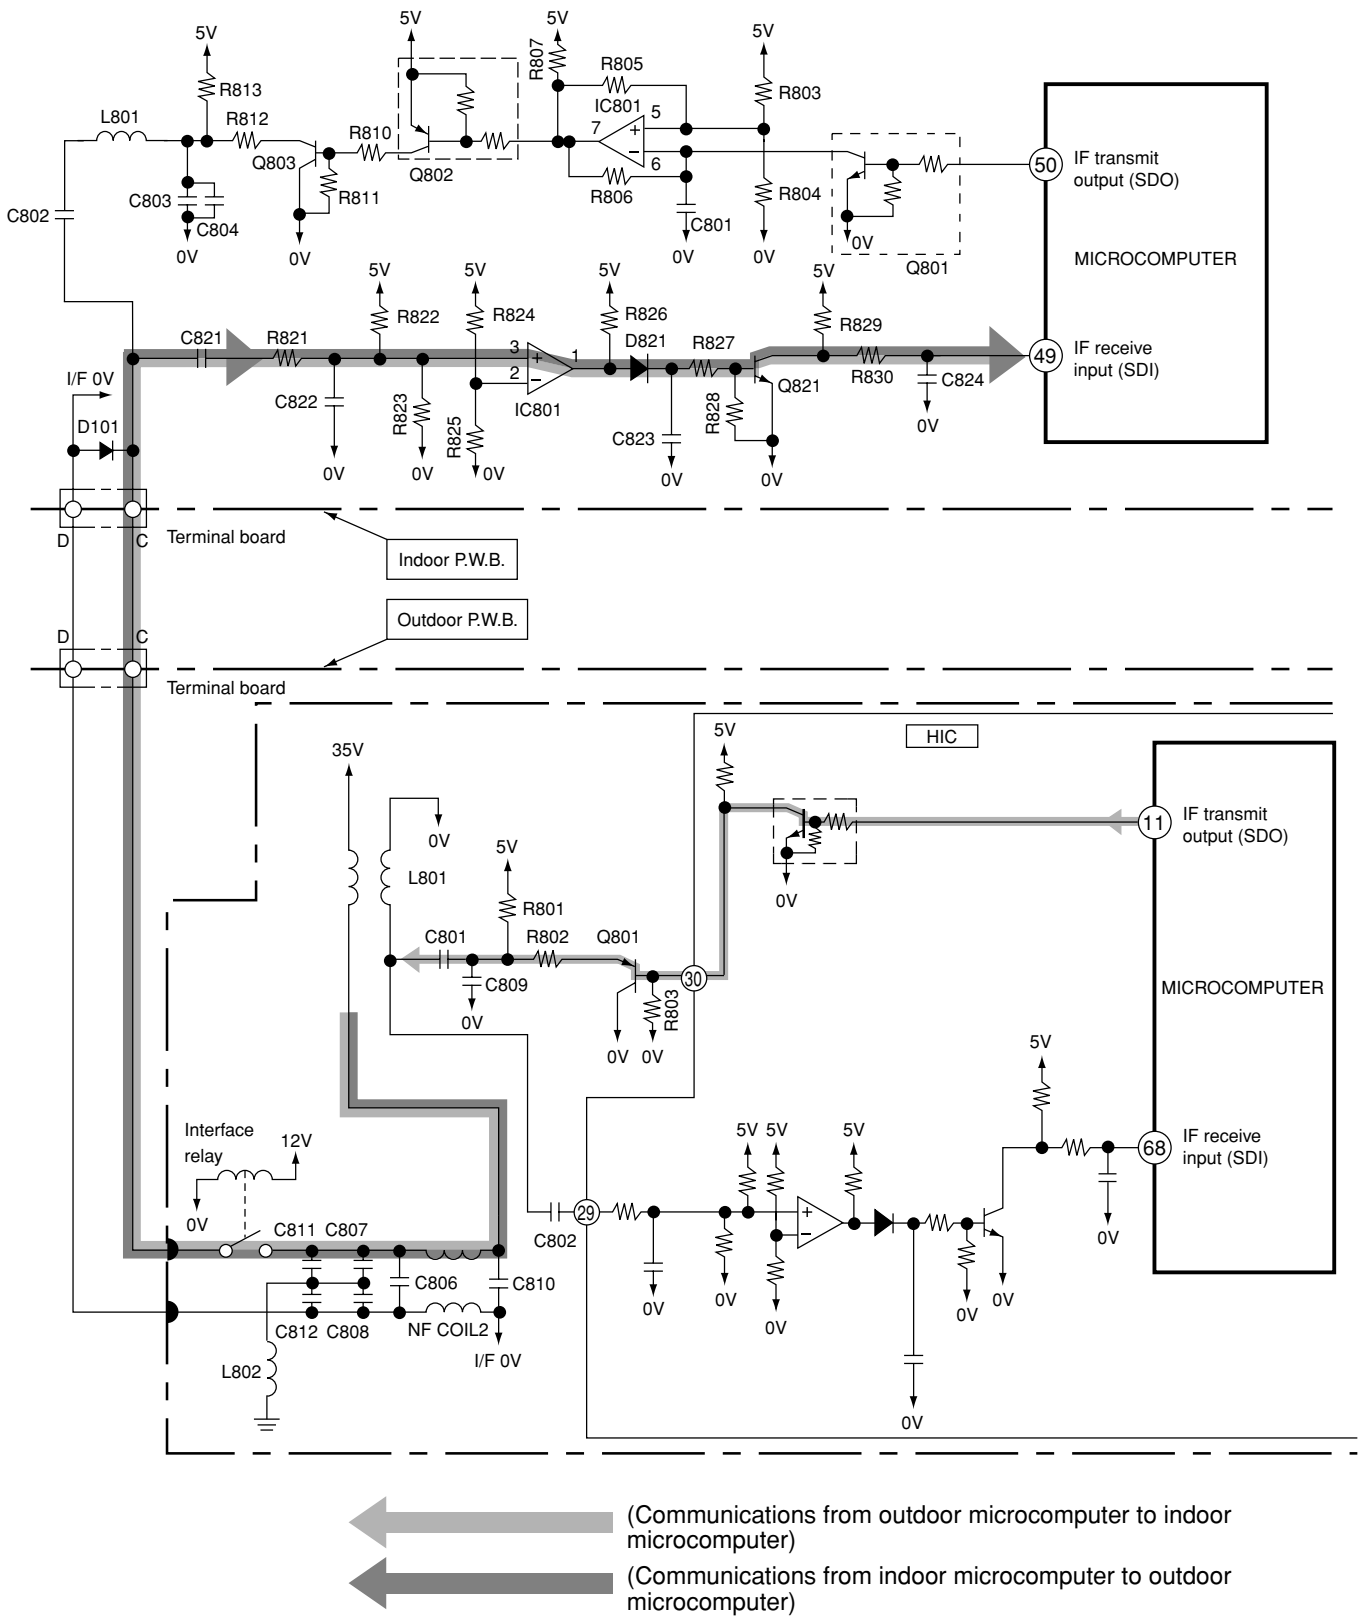 5V
5V
5V
5V
R807
R805
R813
R803
IC801
L801
R812
R810
7
+
5
−
6
50
IF transmit
output (SDO)
Q803
Q802
R811
R806
R804
C803
C804
C801
C802
0V
0V
0V
0V
0V
Q801
MICROCOMPUTER
5V
5V
5V
5V
C821
R821
R822
R824
R826
R829
D821
R827
3
+
1
2
−
IC801
Q821
R830
C824
49
IF receive
input (SDI)
I/F 0V
C822
R823
R825
C823
R828
D101
0V
0V
0V
0V
0V
0V
D
C
Terminal board
Indoor P.W.B.
Outdoor P.W.B.
D
C
Terminal board
35V
5V
HIC
11
IF transmit
output (SDO)
0V
5V
L801
0V
R801
C801
R802
Q801
C809
R803
30
0V
0V
0V
MICROCOMPUTER
5V
Interface
relay
12V
5V
5V
5V
68
IF receive
input (SDI)
0V
C811
C807
C802
29
+
−
0V
C806
C810
0V
0V
0V
0V
0V
C812
C808
NF COIL2
I/F 0V
L802
0V
(Communications from outdoor microcomputer to indoor
microcomputer)
(Communications from indoor microcomputer to outdoor
microcomputer)